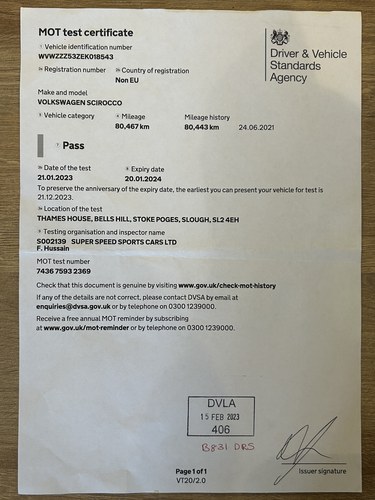 MOT test certificate
Driver & Vehicle
Standards
Agency
Vehicle identification number
WVWZZZ53ZEK018543
Registration number Country of registration
Non EU
Make and model
VOLKSWAGEN SCIROCCO
Vehicle category Mileage Mileage history
80,467 km 80,443 km 24.06.2021
Pass
Date of the test Expiry date
21.01.2023 20.01.2024
To preserve the anniversary of the expiry date, the earliest you can present your vehicle for test is
21.12.2023.
Location of the test
THAMES HOUSE, BELLS HILL, STOKE POGES, SLOUGH, SL2 4EH
Testing organisation and inspector name
S002139 SUPER SPEED SPORTS CARS LTD
F. Hussain
MOT test number
7436 7593 2369
Check that this document is genuine by visiting www.gov.uk/check-mot-history
If any of the details are not correct, please contact DVSA by email at
enquiries@dvsa.gov.uk or by telephone on 0300 1239000.
Receive a free annual MOT reminder by subscribing
at www.gov.uk/mot-reminder or by telephone on 0300 1239000.
DVLA
15 FEB 2023
406
B831 DRS
Issuer signature
Page 1 of 1
VT20/2.0